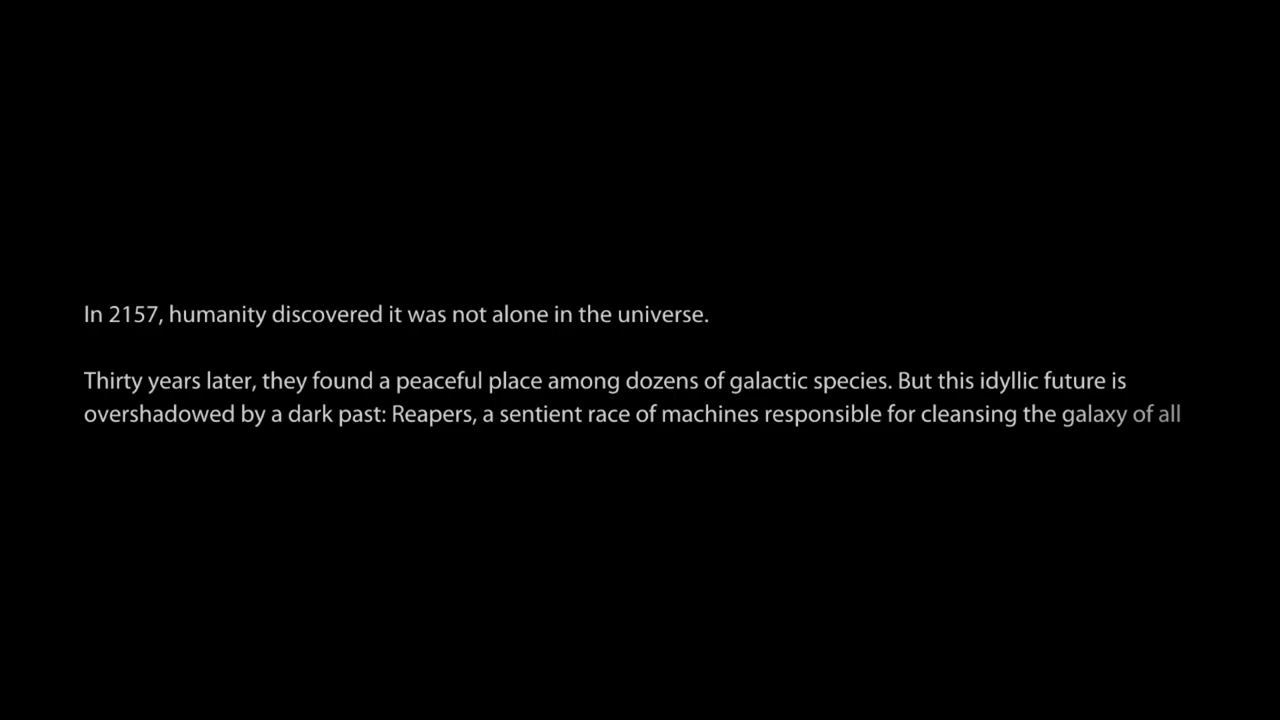 In 2157, humanity discovered it was not alone in the universe.
Thirty years later, they found a peaceful place among dozens of galactic species. But this idyllic future is
overshadowed by a dark past: Reapers, a sentient race of machines responsible for cleansing the galaxy of all